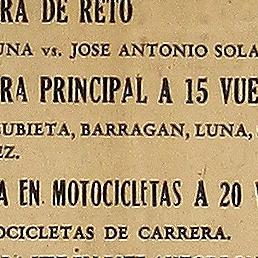 RA DE RETO
UNA vs. JOSE ANTONIO SOLA
RA PRINCIPAL A 15 VUE
UBIETA, BARRAGAN, LUNA,
EZ.
A EN MOTOCICLETAS A 20 V
OCICLETAS DE CARRERA.